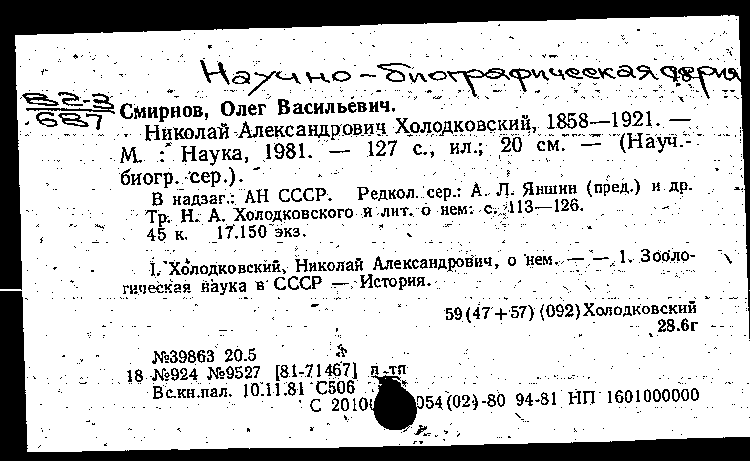 Научно-биографическая серия
В 82-2
687
Смирнов, Олег Васильевич.
Николай Александрович Холодковский, 1858—1921. —
М. : Наука, 1981. — 127 с., ил.; 20 см. — (Науч.-
биогр. сер.).
В надзаг.: АН СССР. Редкол. сер.: А. Л. Яншин (пред.) и др.
Тр. Н. А. Холодковского и лит. о нем: с. 113—126.
45 к. 17.150 экз.
I. Холодковский, Николай Александрович, о нем. — — 1. Зооло-
гическая наука в СССР — История.
59(47+57)(092)Холодковский
28.6г
№39863 20.5
18 №924 №9527 [81-71467] п тп
Вс.кн.пал. 10.11.81 С506
С 054(02)-80 94-81 НП 1601000000